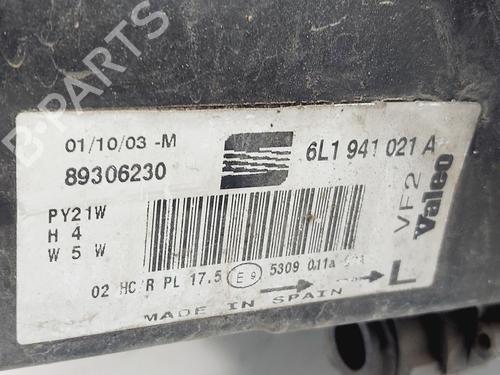 B-PARTS
01/10/03 -M
89306230
6L1 941 021 A
PY21W
H 4
W 5 W
VF2
Valeo
02 HC/R PL 17.5 E9 5309 011a
L
MADE IN SPAIN